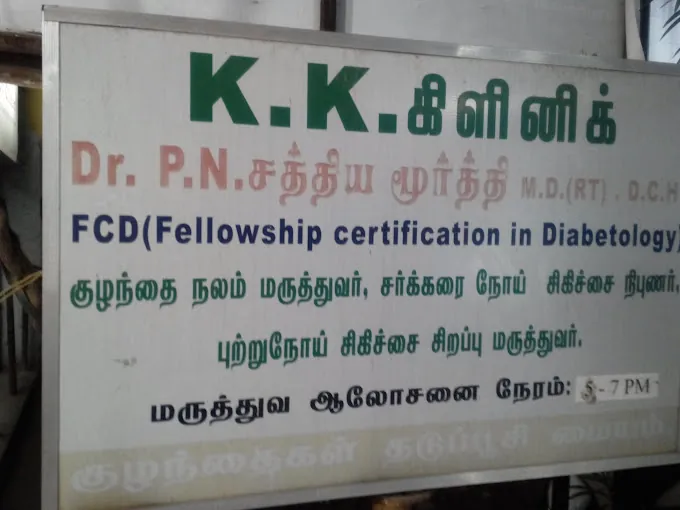 K.K.கிளினிக்
Dr. P.N.சத்திய மூர்த்தி M.D.(RT) . D.C.H
FCD(Fellowship certification in Diabetology)
குழந்தை நலம் மருத்துவர், சர்க்கரை நோய் சிகிச்சை நிபுணர்,
புற்றுநோய் சிகிச்சை சிறப்பு மருத்துவர்.
மருத்துவ ஆலோசனை நேரம்: - 7 PM
குழந்தைகள் தடுப்பூசி மையம்